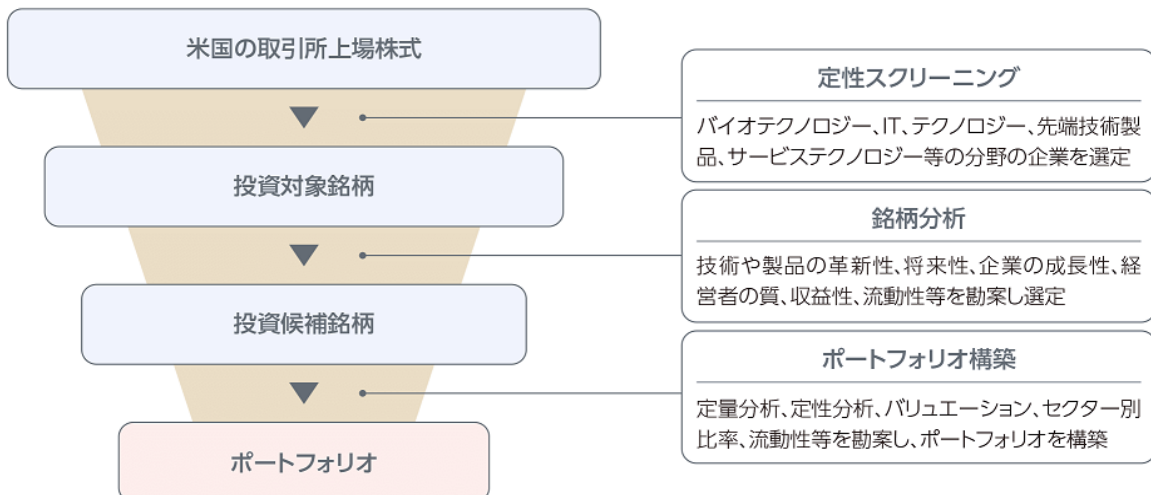 米国の取引所上場株式
定性スクリーニング
バイオテクノロジー、IT、テクノロジー、先端技術製
品、サービステクノロジー等の分野の企業を選定
投資対象銘柄
銘柄分析
技術や製品の革新性、将来性、企業の成長性、経
営者の質、収益性、流動性等を勘案し選定
投資候補銘柄
ポートフォリオ構築
定量分析、定性分析、バリュエーション、セクター別
比率、流動性等を勘案し、ポートフォリオを構築
ポートフォリオ